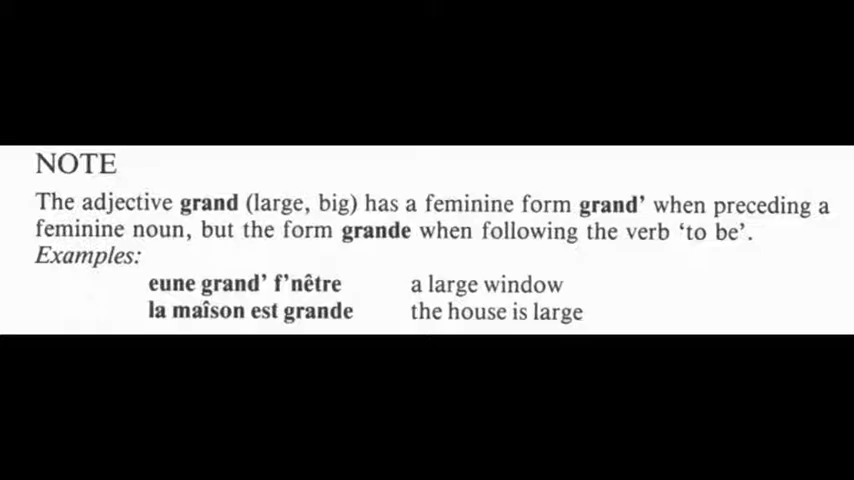 NOTE
The adjective grand (large, big) has a feminine form grand’ when preceding a
feminine noun, but the form grande when following the verb ‘to be’.
Examples:
eune grand’ f’nêtre a large window
la maîson est grande the house is large